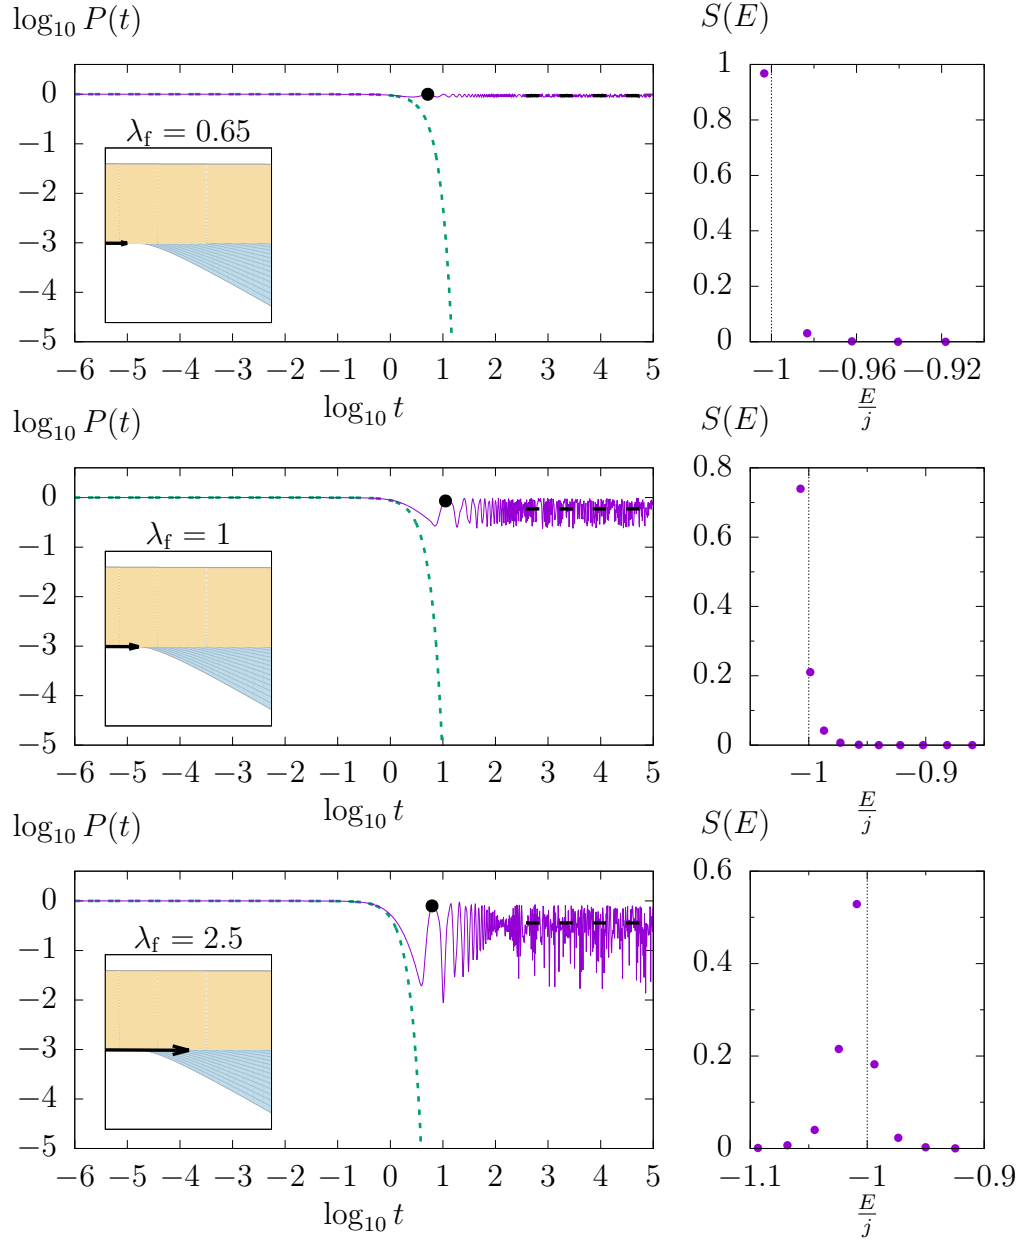 log₁₀ P(t)
S(E)
0
−1
−2
−3
−4
−5
λf = 0.65
−6 −5 −4 −3 −2 −1 0 1 2 3 4 5
log₁₀ t
1
0.8
0.6
0.4
0.2
0
−1 −0.96 −0.92
E
j
log₁₀ P(t)
S(E)
0
−1
−2
−3
−4
−5
λf = 1
−6 −5 −4 −3 −2 −1 0 1 2 3 4 5
log₁₀ t
0.8
0.6
0.4
0.2
0
−1 −0.9
E
j
log₁₀ P(t)
S(E)
0
−1
−2
−3
−4
−5
λf = 2.5
−6 −5 −4 −3 −2 −1 0 1 2 3 4 5
log₁₀ t
0.6
0.4
0.2
0
−1.1 −1 −0.9
E
j